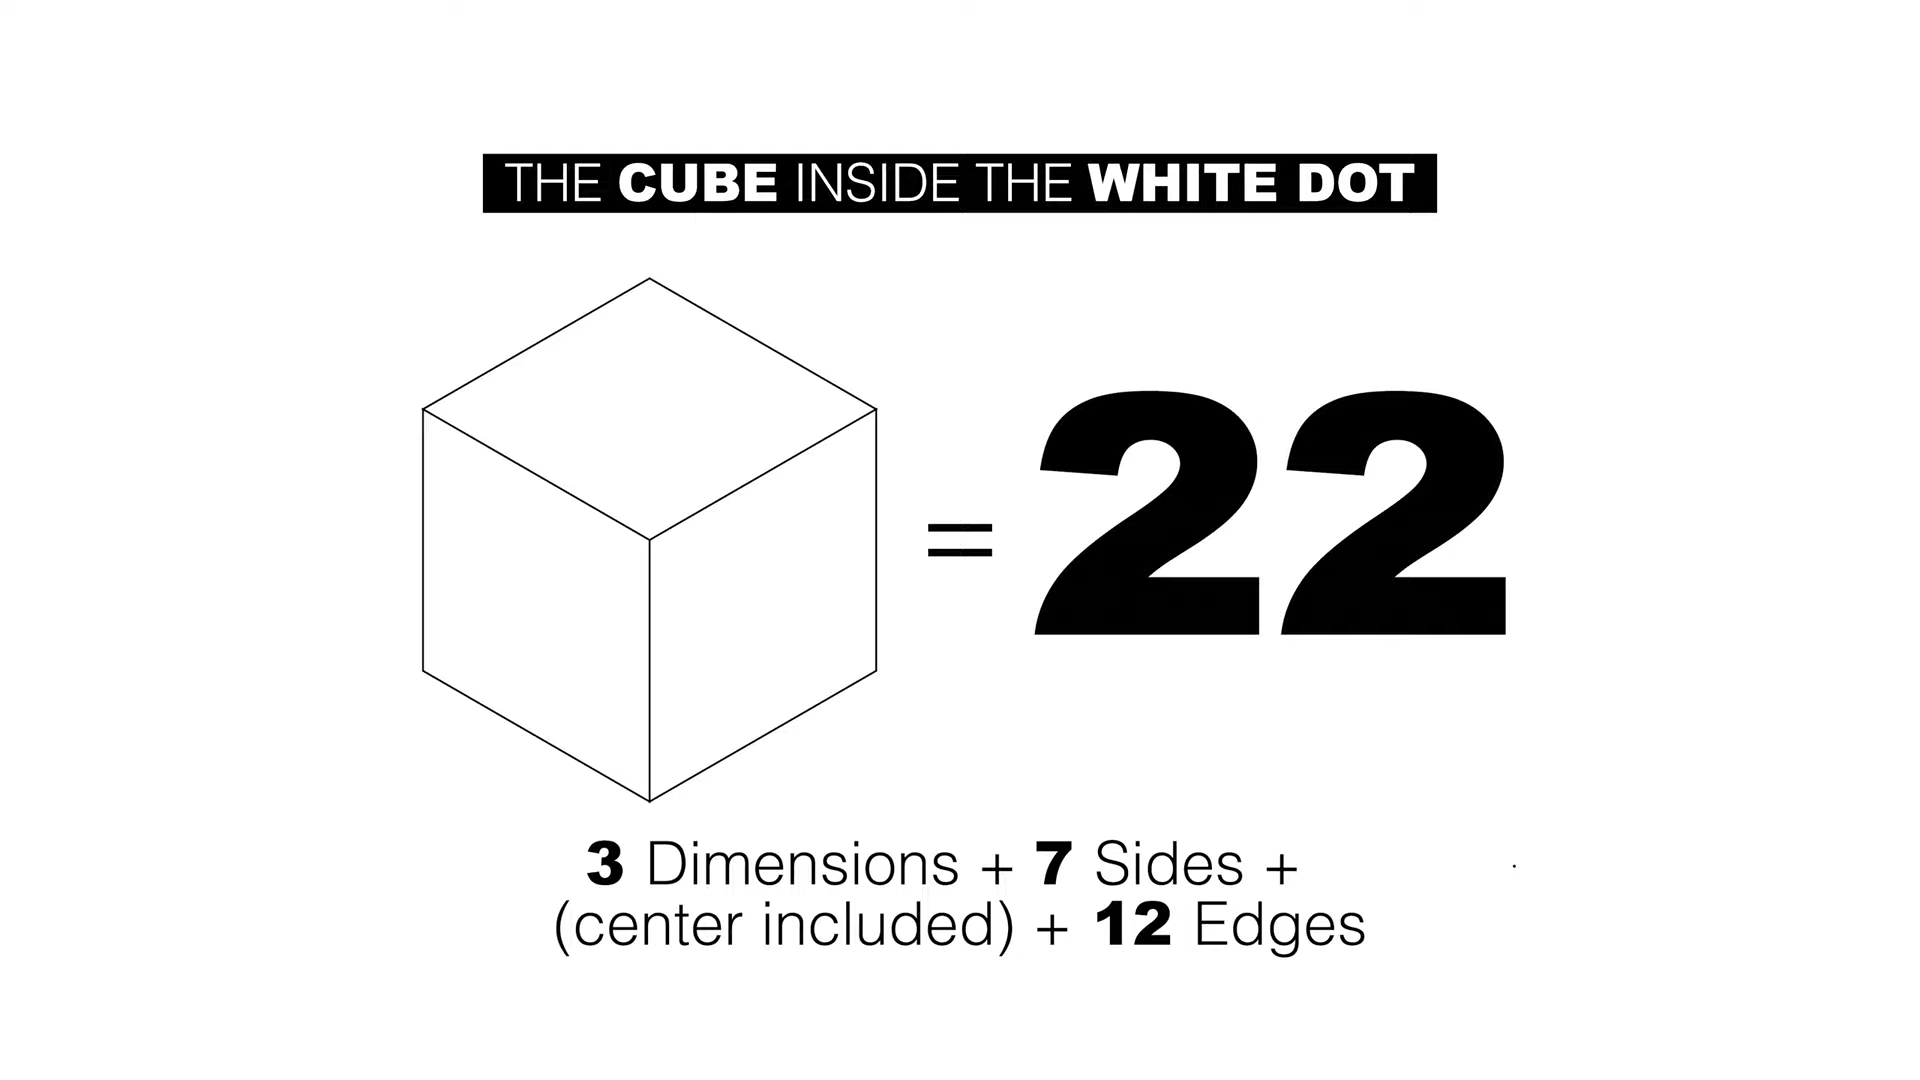 THE CUBE INSIDE THE WHITE DOT
= 22
3 Dimensions + 7 Sides +
(center included) + 12 Edges